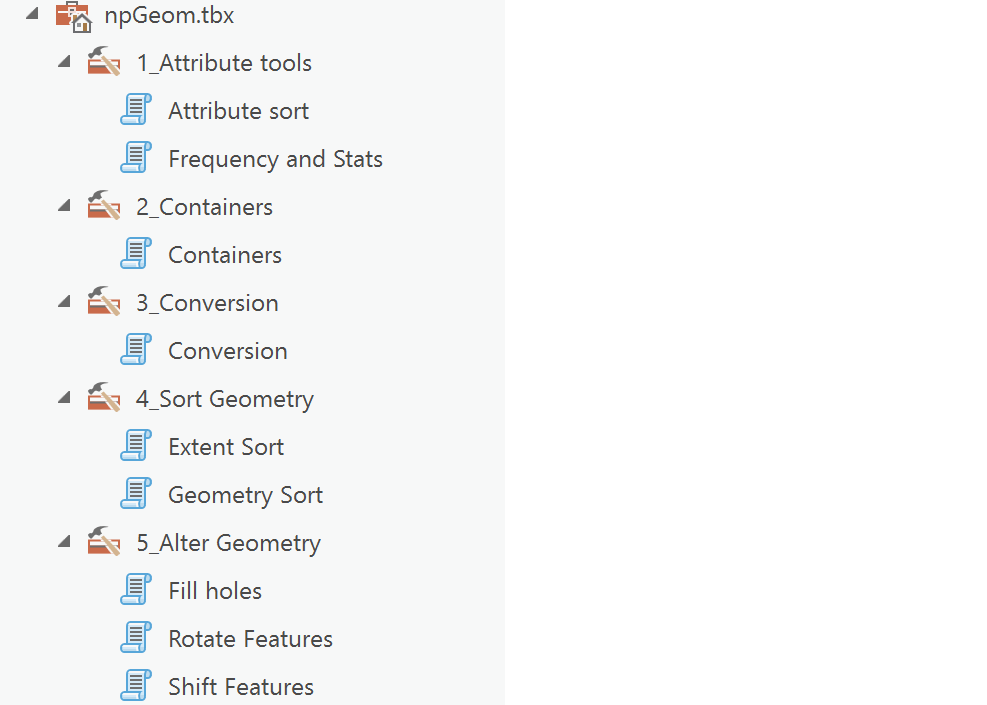 npGeom.tbx
1_Attribute tools
Attribute sort
Frequency and Stats
2_Containers
Containers
3_Conversion
Conversion
4_Sort Geometry
Extent Sort
Geometry Sort
5_Alter Geometry
Fill holes
Rotate Features
Shift Features